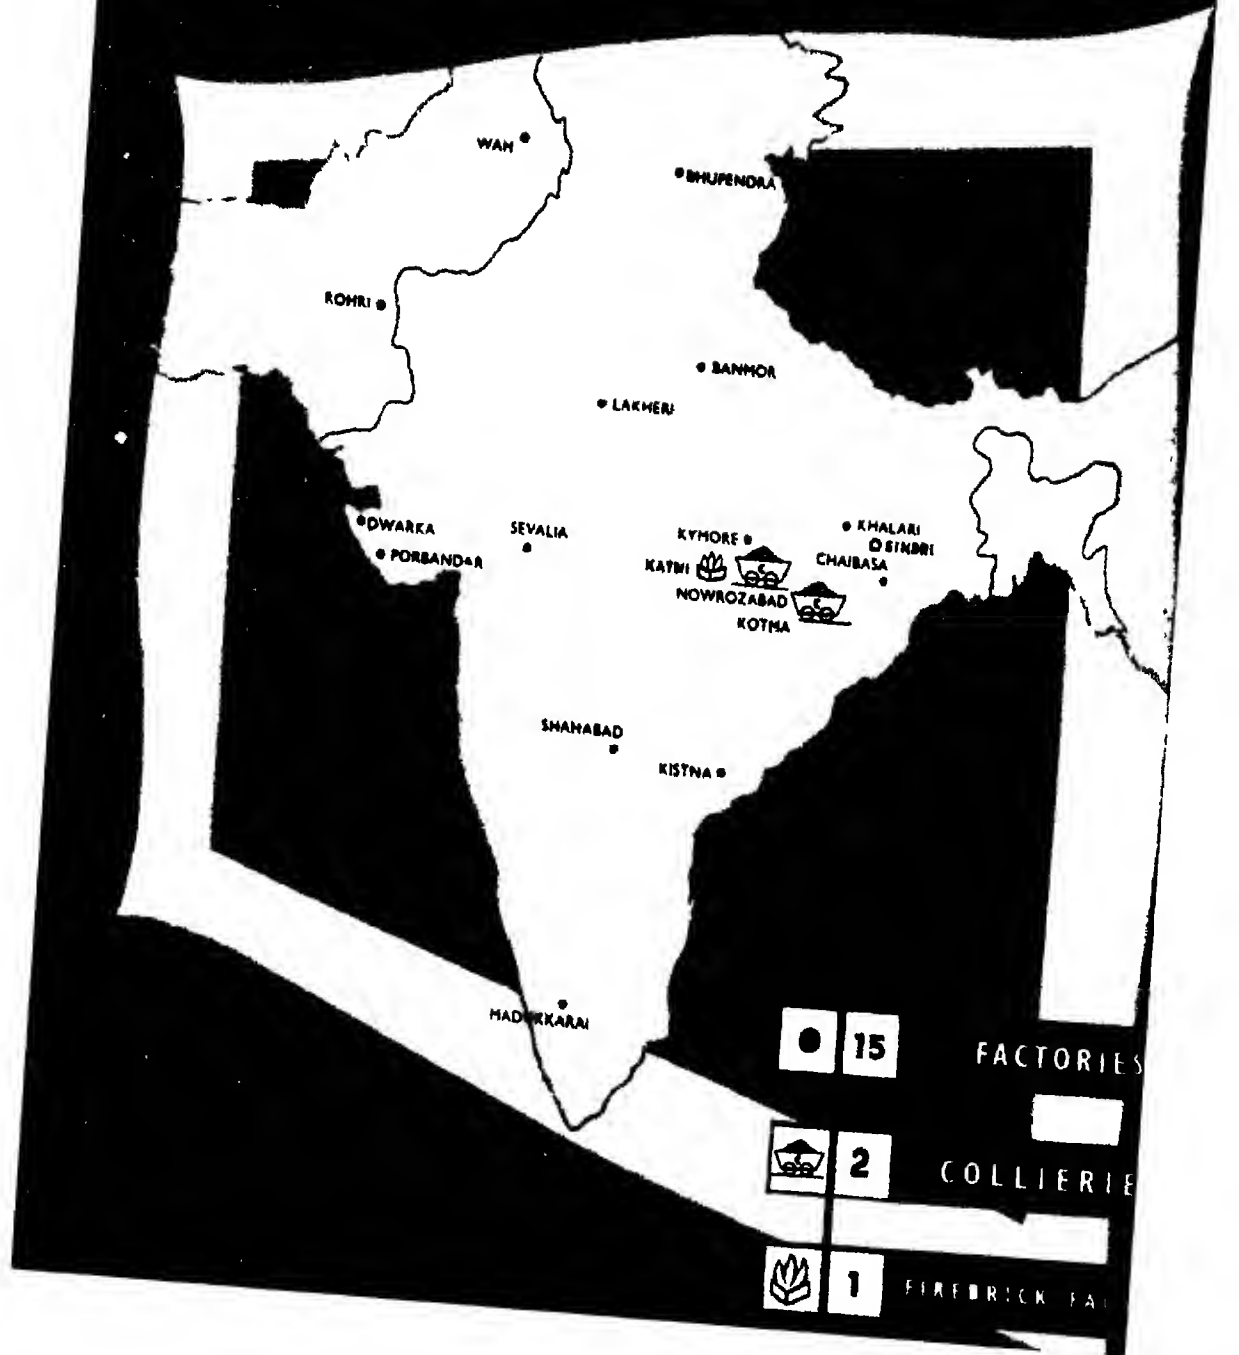 WAH
BHUPENDRA
ROHRI
BANMOR
LAKHERI
DWARKA
SEVALIA
PORBANDAR
KYMORE
KHALARI
SINDRI
KATNI
CHAIBASA
NOWROZABAD
KOTMA
SHAHABAD
KISTNA
MADUKKARAI
15 FACTORIES
2 COLLIERIE
1 FIREBRICK FA